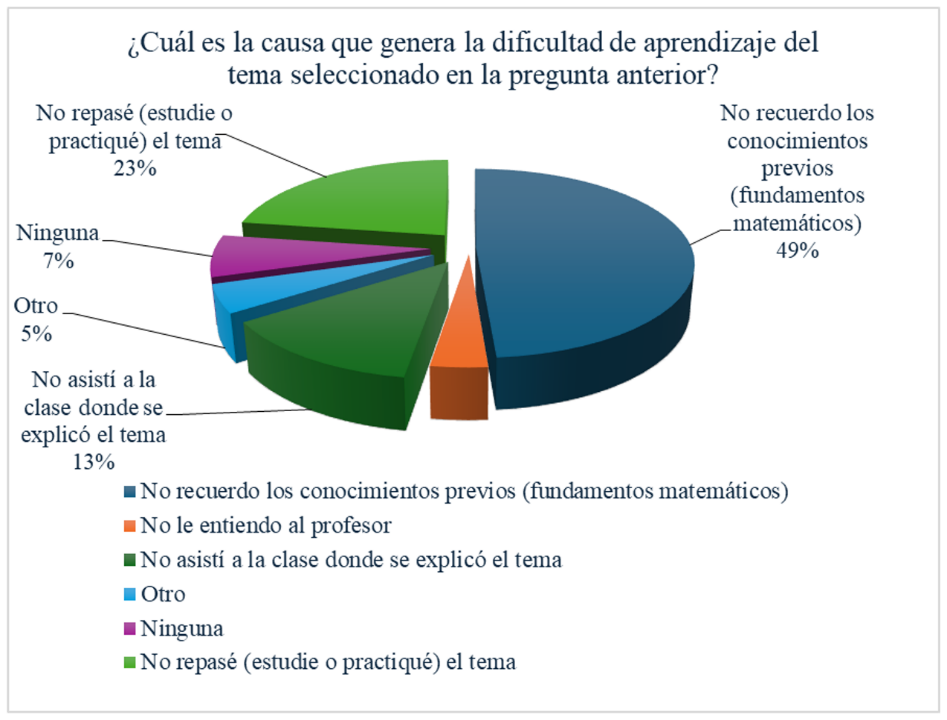 ¿Cuál es la causa que genera la dificultad de aprendizaje del
tema seleccionado en la pregunta anterior?
No repasé (estudie o
practiqué) el tema
23%
No recuerdo los
conocimientos
previos
(fundamentos
matemáticos)
49%
Ninguna
7%
Otro
5%
No asistí a la
clase donde se
explicó el tema
13%
No recuerdo los conocimientos previos (fundamentos matemáticos)
No le entiendo al profesor
No asistí a la clase donde se explicó el tema
Otro
Ninguna
No repasé (estudie o practiqué) el tema